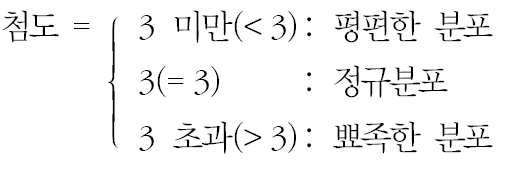 첨도 = { 3 미만(< 3) : 평편한 분포
3(= 3) : 정규분포
3 초과(> 3) : 뾰족한 분포